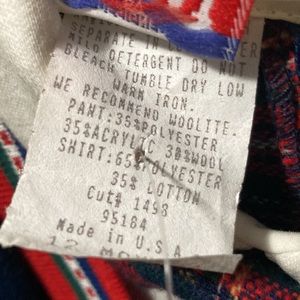 SEPARATE IN
MILD DETERGENT DO NOT
BLEACH TUMBLE DRY LOW
WARM IRON.
WE RECOMMEND WOOLITE.
PANT:35%POLYESTER
35%ACRYLIC 30%WOOL
SHIRT:65%POLYESTER
35% COTTON
Cut# 1493
95184
Made in U.S.A
12